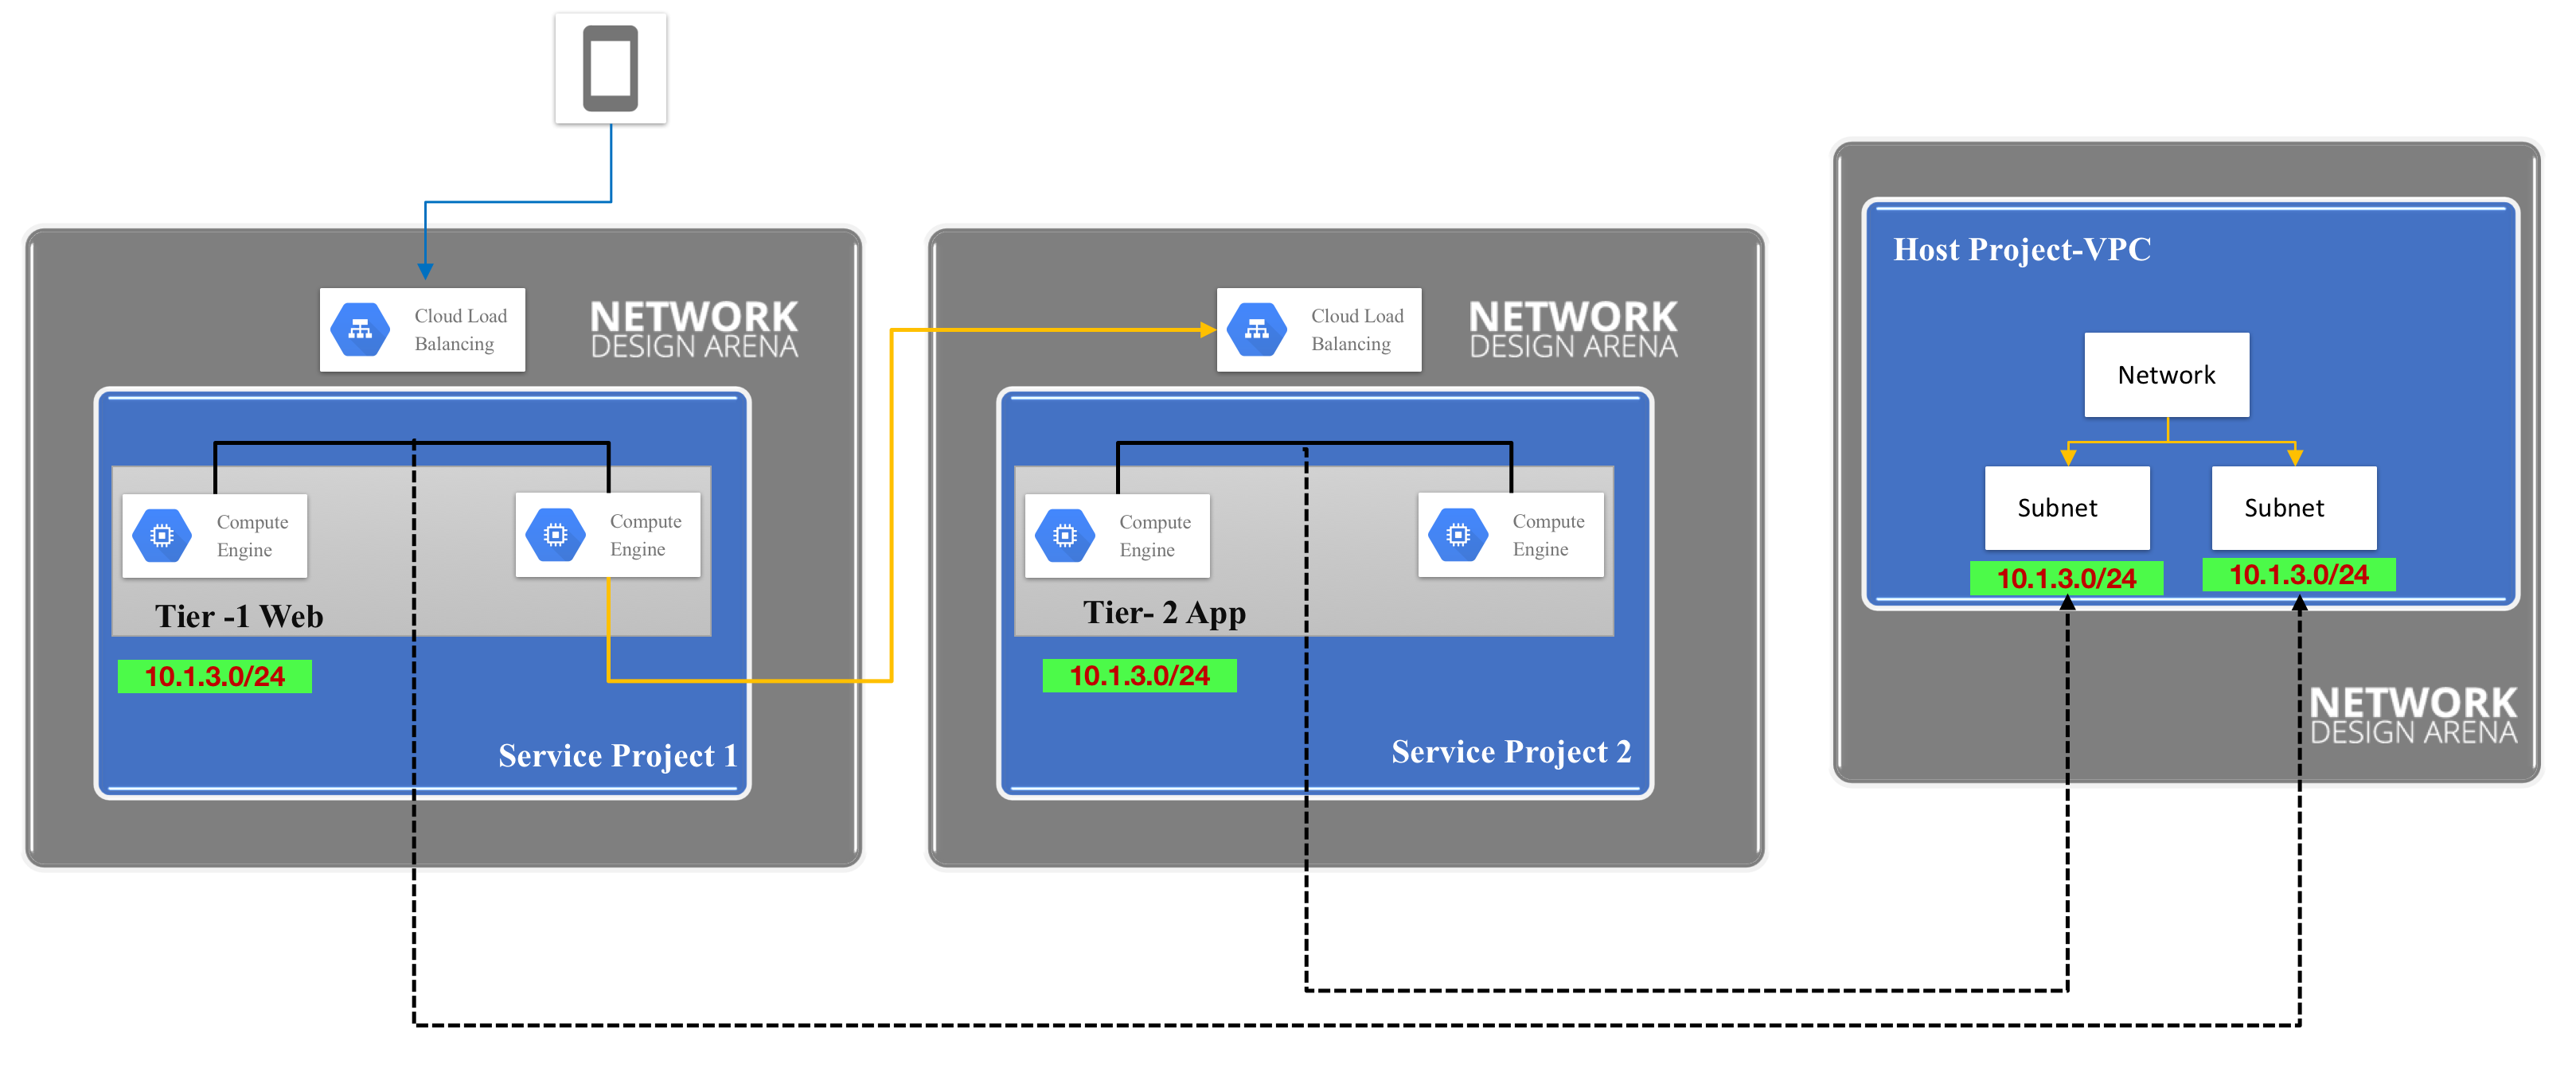 Cloud Load
Balancing
NETWORK
DESIGN ARENA
Compute
Engine
Compute
Engine
Tier -1 Web
10.1.3.0/24
Service Project 1
Cloud Load
Balancing
NETWORK
DESIGN ARENA
Compute
Engine
Compute
Engine
Tier- 2 App
10.1.3.0/24
Service Project 2
Host Project-VPC
Network
Subnet
Subnet
10.1.3.0/24
10.1.3.0/24
NETWORK
DESIGN ARENA